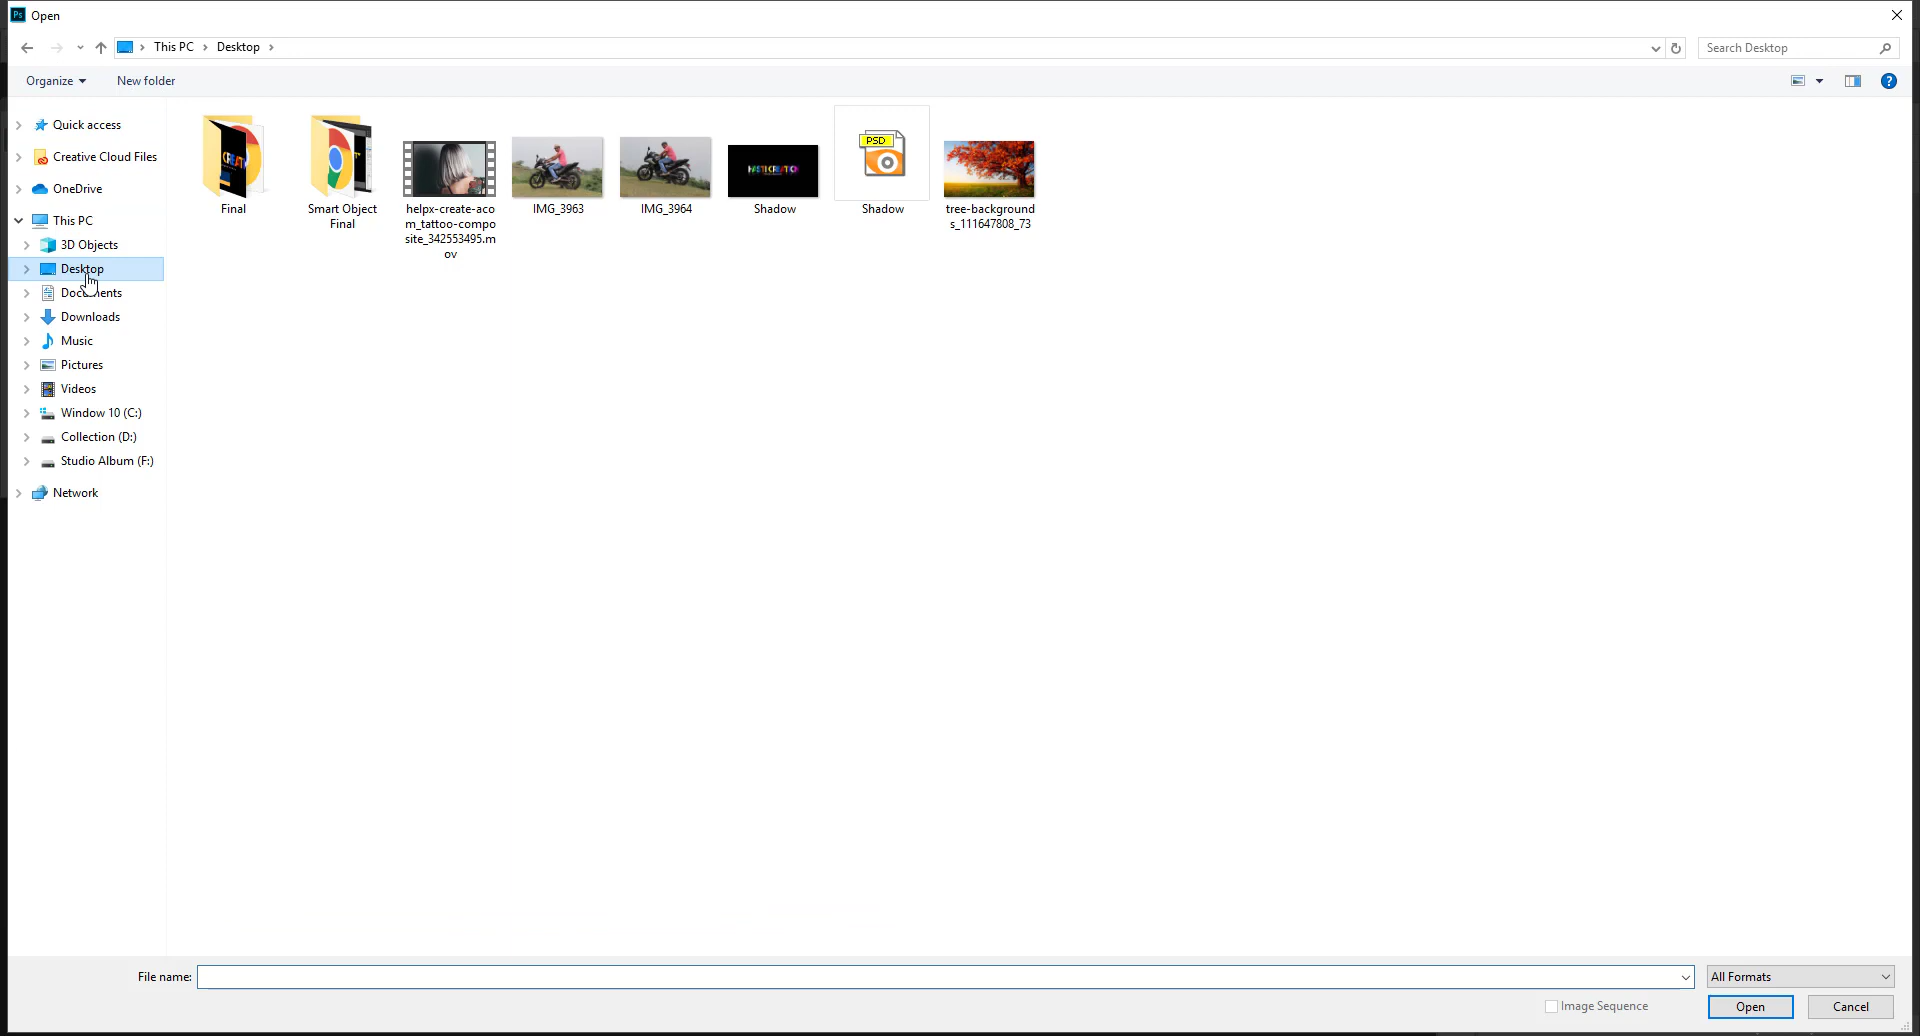 Ps Open
This PC Desktop
Search Desktop
Organize New folder
Quick access
Creative Cloud Files
OneDrive
This PC
3D Objects
Desktop
Documents
Downloads
Music
Pictures
Videos
Window 10 (C:)
Collection (D:)
Studio Album (F:)
Network
Final
Smart Object
Final
helpx-create-aco
m_tattoo-compo
site_342553495.m
ov
IMG_3963
IMG_3964
Shadow
PSD
Shadow
tree-background
s_111647808_73
File name:
All Formats
Image Sequence
Open
Cancel